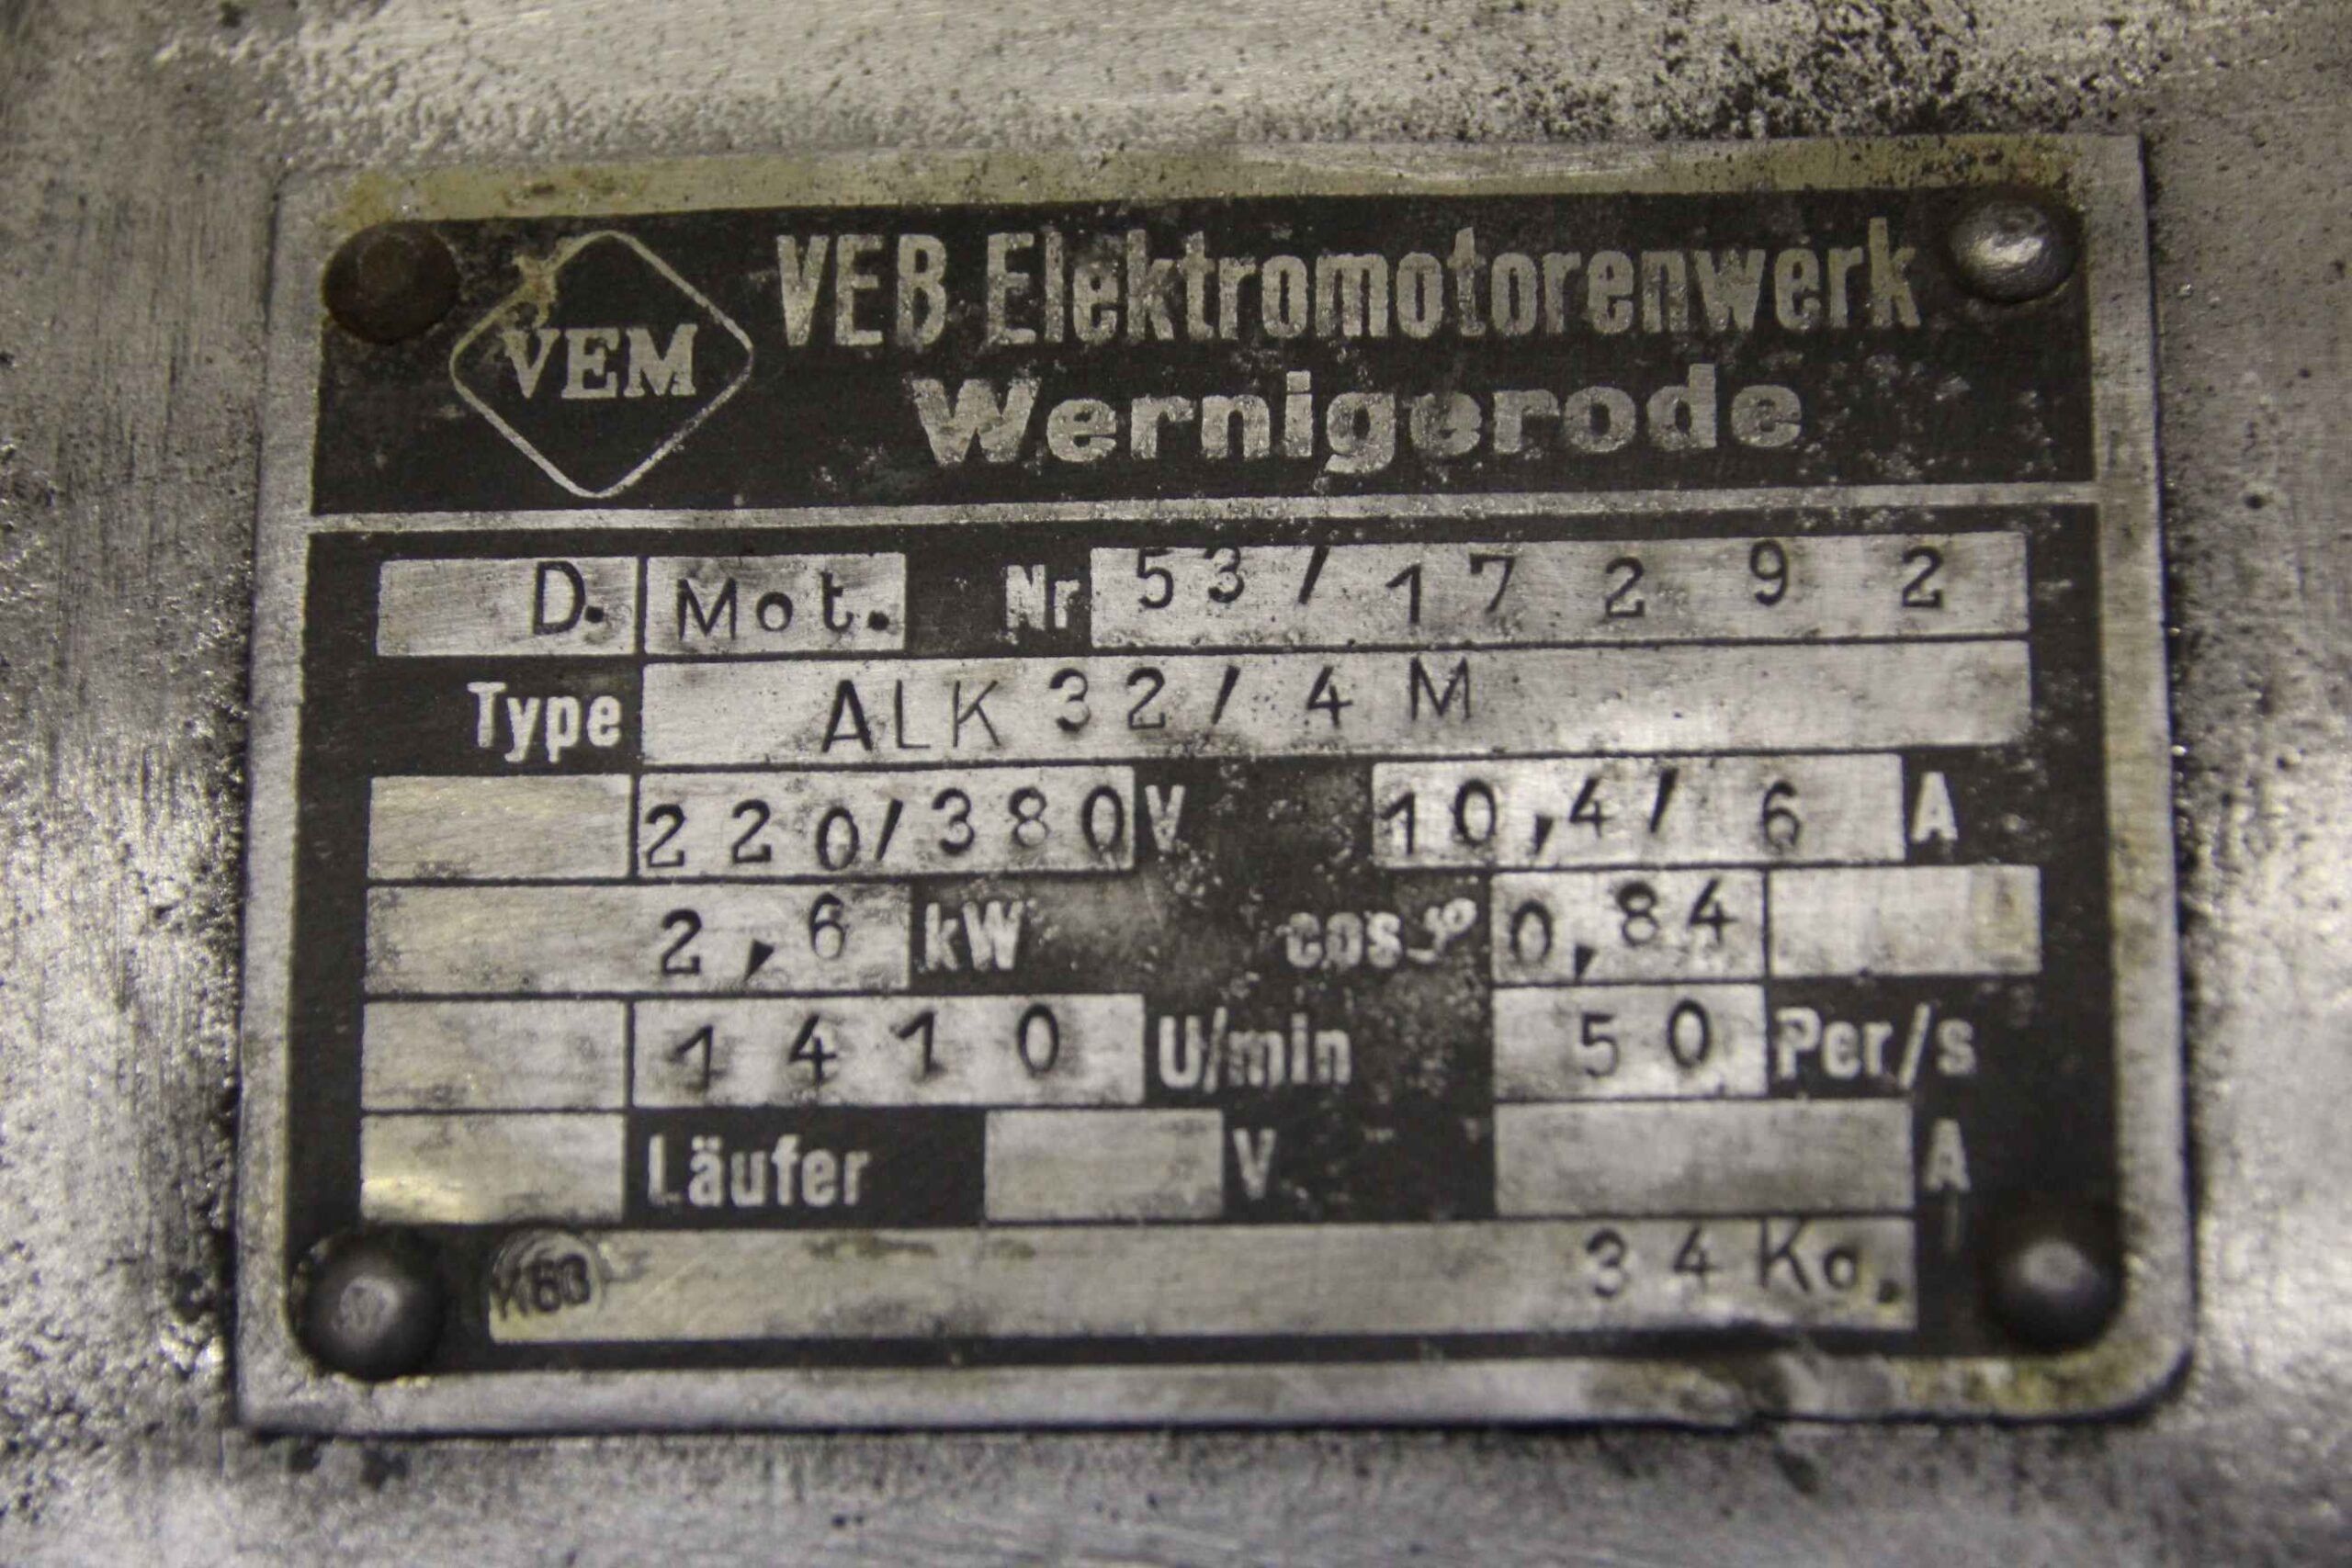 VEM
VEB Elektromotorenwerk
Wernigerode
D. Mot. Nr 53/17292
Type ALK 32/4 M
220/380 V 10,4/6 A
2,6 kW cosφ 0,84
1410 U/min 50 Per/s
Läufer V A
34 Kg.